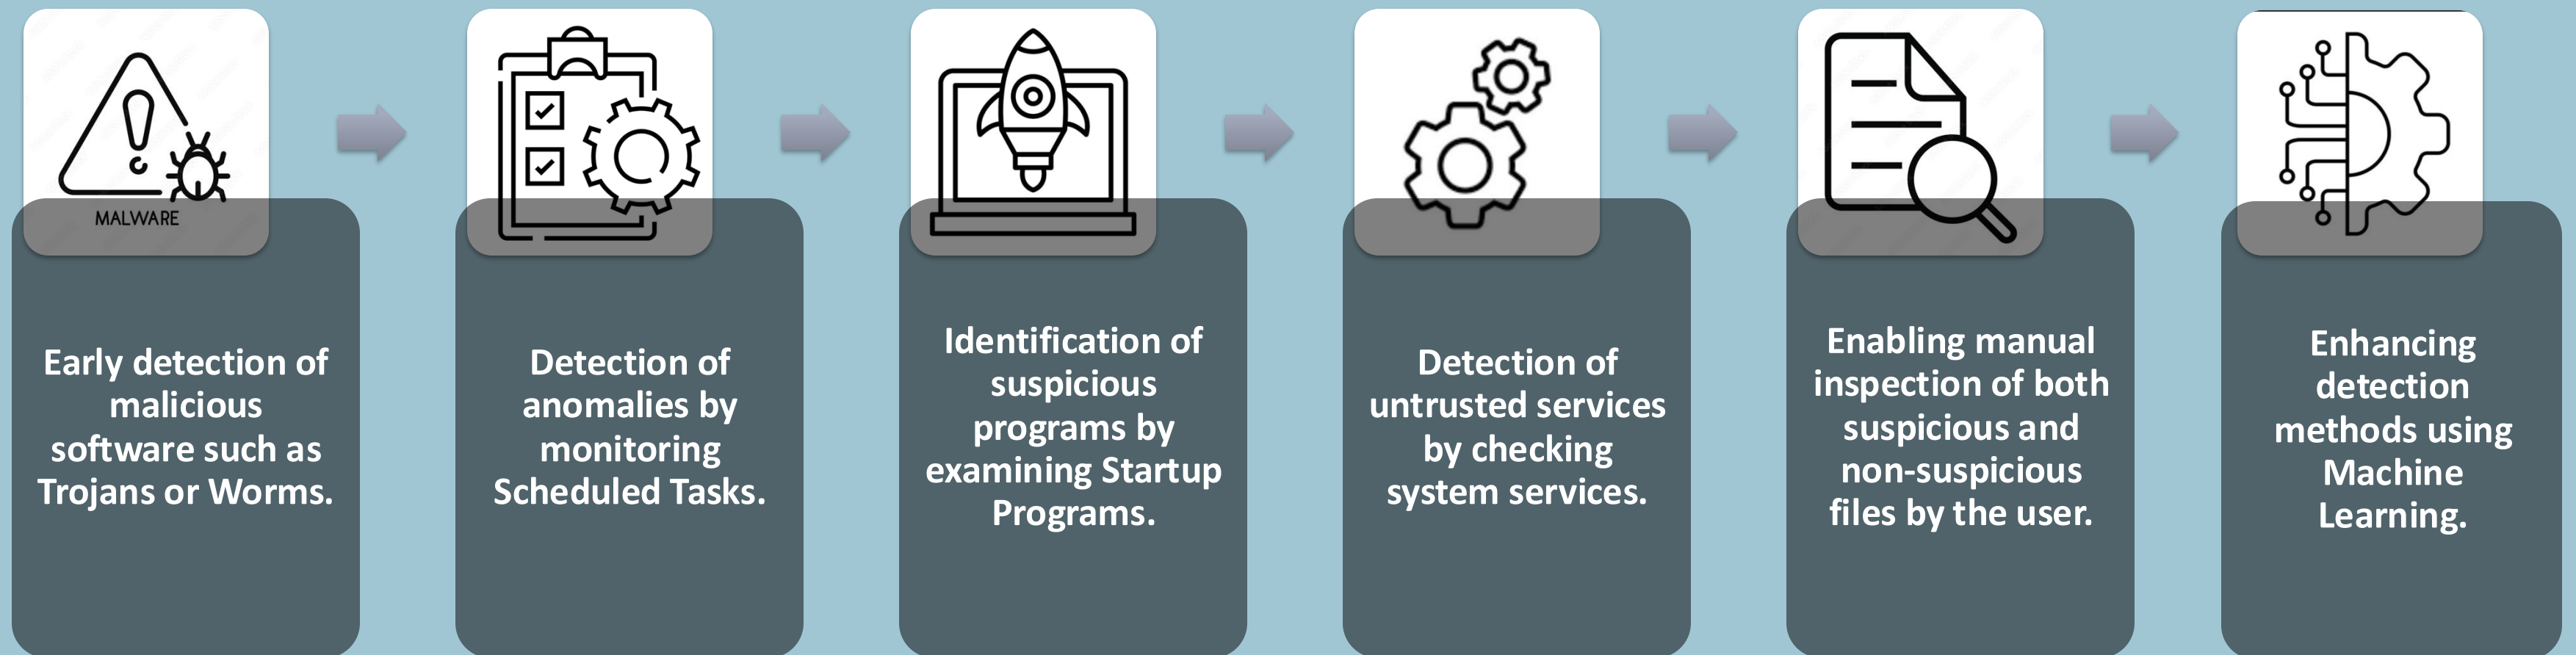 MALWARE
Early detection of
malicious
software such as
Trojans or Worms.
Detection of
anomalies by
monitoring
Scheduled Tasks.
Identification of
suspicious
programs by
examining Startup
Programs.
Detection of
untrusted services
by checking
system services.
Enabling manual
inspection of both
suspicious and
non-suspicious
files by the user.
Enhancing
detection
methods using
Machine
Learning.